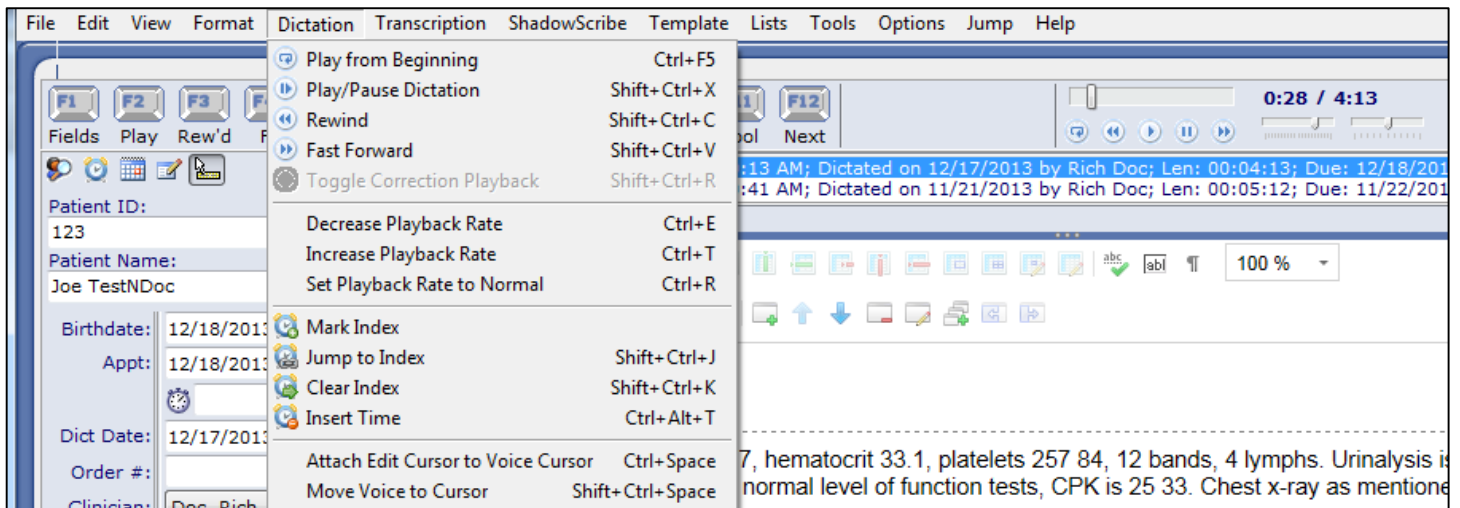 File Edit View Format Dictation Transcription ShadowScribe Template Lists Tools Options Jump Help
Play from Beginning Ctrl+F5
Play/Pause Dictation Shift+Ctrl+X
Rewind Shift+Ctrl+C
Fast Forward Shift+Ctrl+V
Toggle Correction Playback Shift+Ctrl+R
Decrease Playback Rate Ctrl+E
Increase Playback Rate Ctrl+T
Set Playback Rate to Normal Ctrl+R
Mark Index
Jump to Index Shift+Ctrl+J
Clear Index Shift+Ctrl+K
Insert Time Ctrl+Alt+T
Attach Edit Cursor to Voice Cursor Ctrl+Space
Move Voice to Cursor Shift+Ctrl+Space
F1 F2 F3 F12
Fields Play Rew'd Next
0:28 / 4:13
:13 AM; Dictated on 12/17/2013 by Rich Doc; Len: 00:04:13; Due: 12/18/201
:41 AM; Dictated on 11/21/2013 by Rich Doc; Len: 00:05:12; Due: 11/22/201
Patient ID:
123
Patient Name:
Joe TestNDoc
Birthdate: 12/18/2013
Appt: 12/18/2013
Dict Date: 12/17/2013
Order #:
Clinician: Doc, Rich
abc abl ¶ 100 %
7, hematocrit 33.1, platelets 257 84, 12 bands, 4 lymphs. Urinalysis is
normal level of function tests, CPK is 25 33. Chest x-ray as mentione